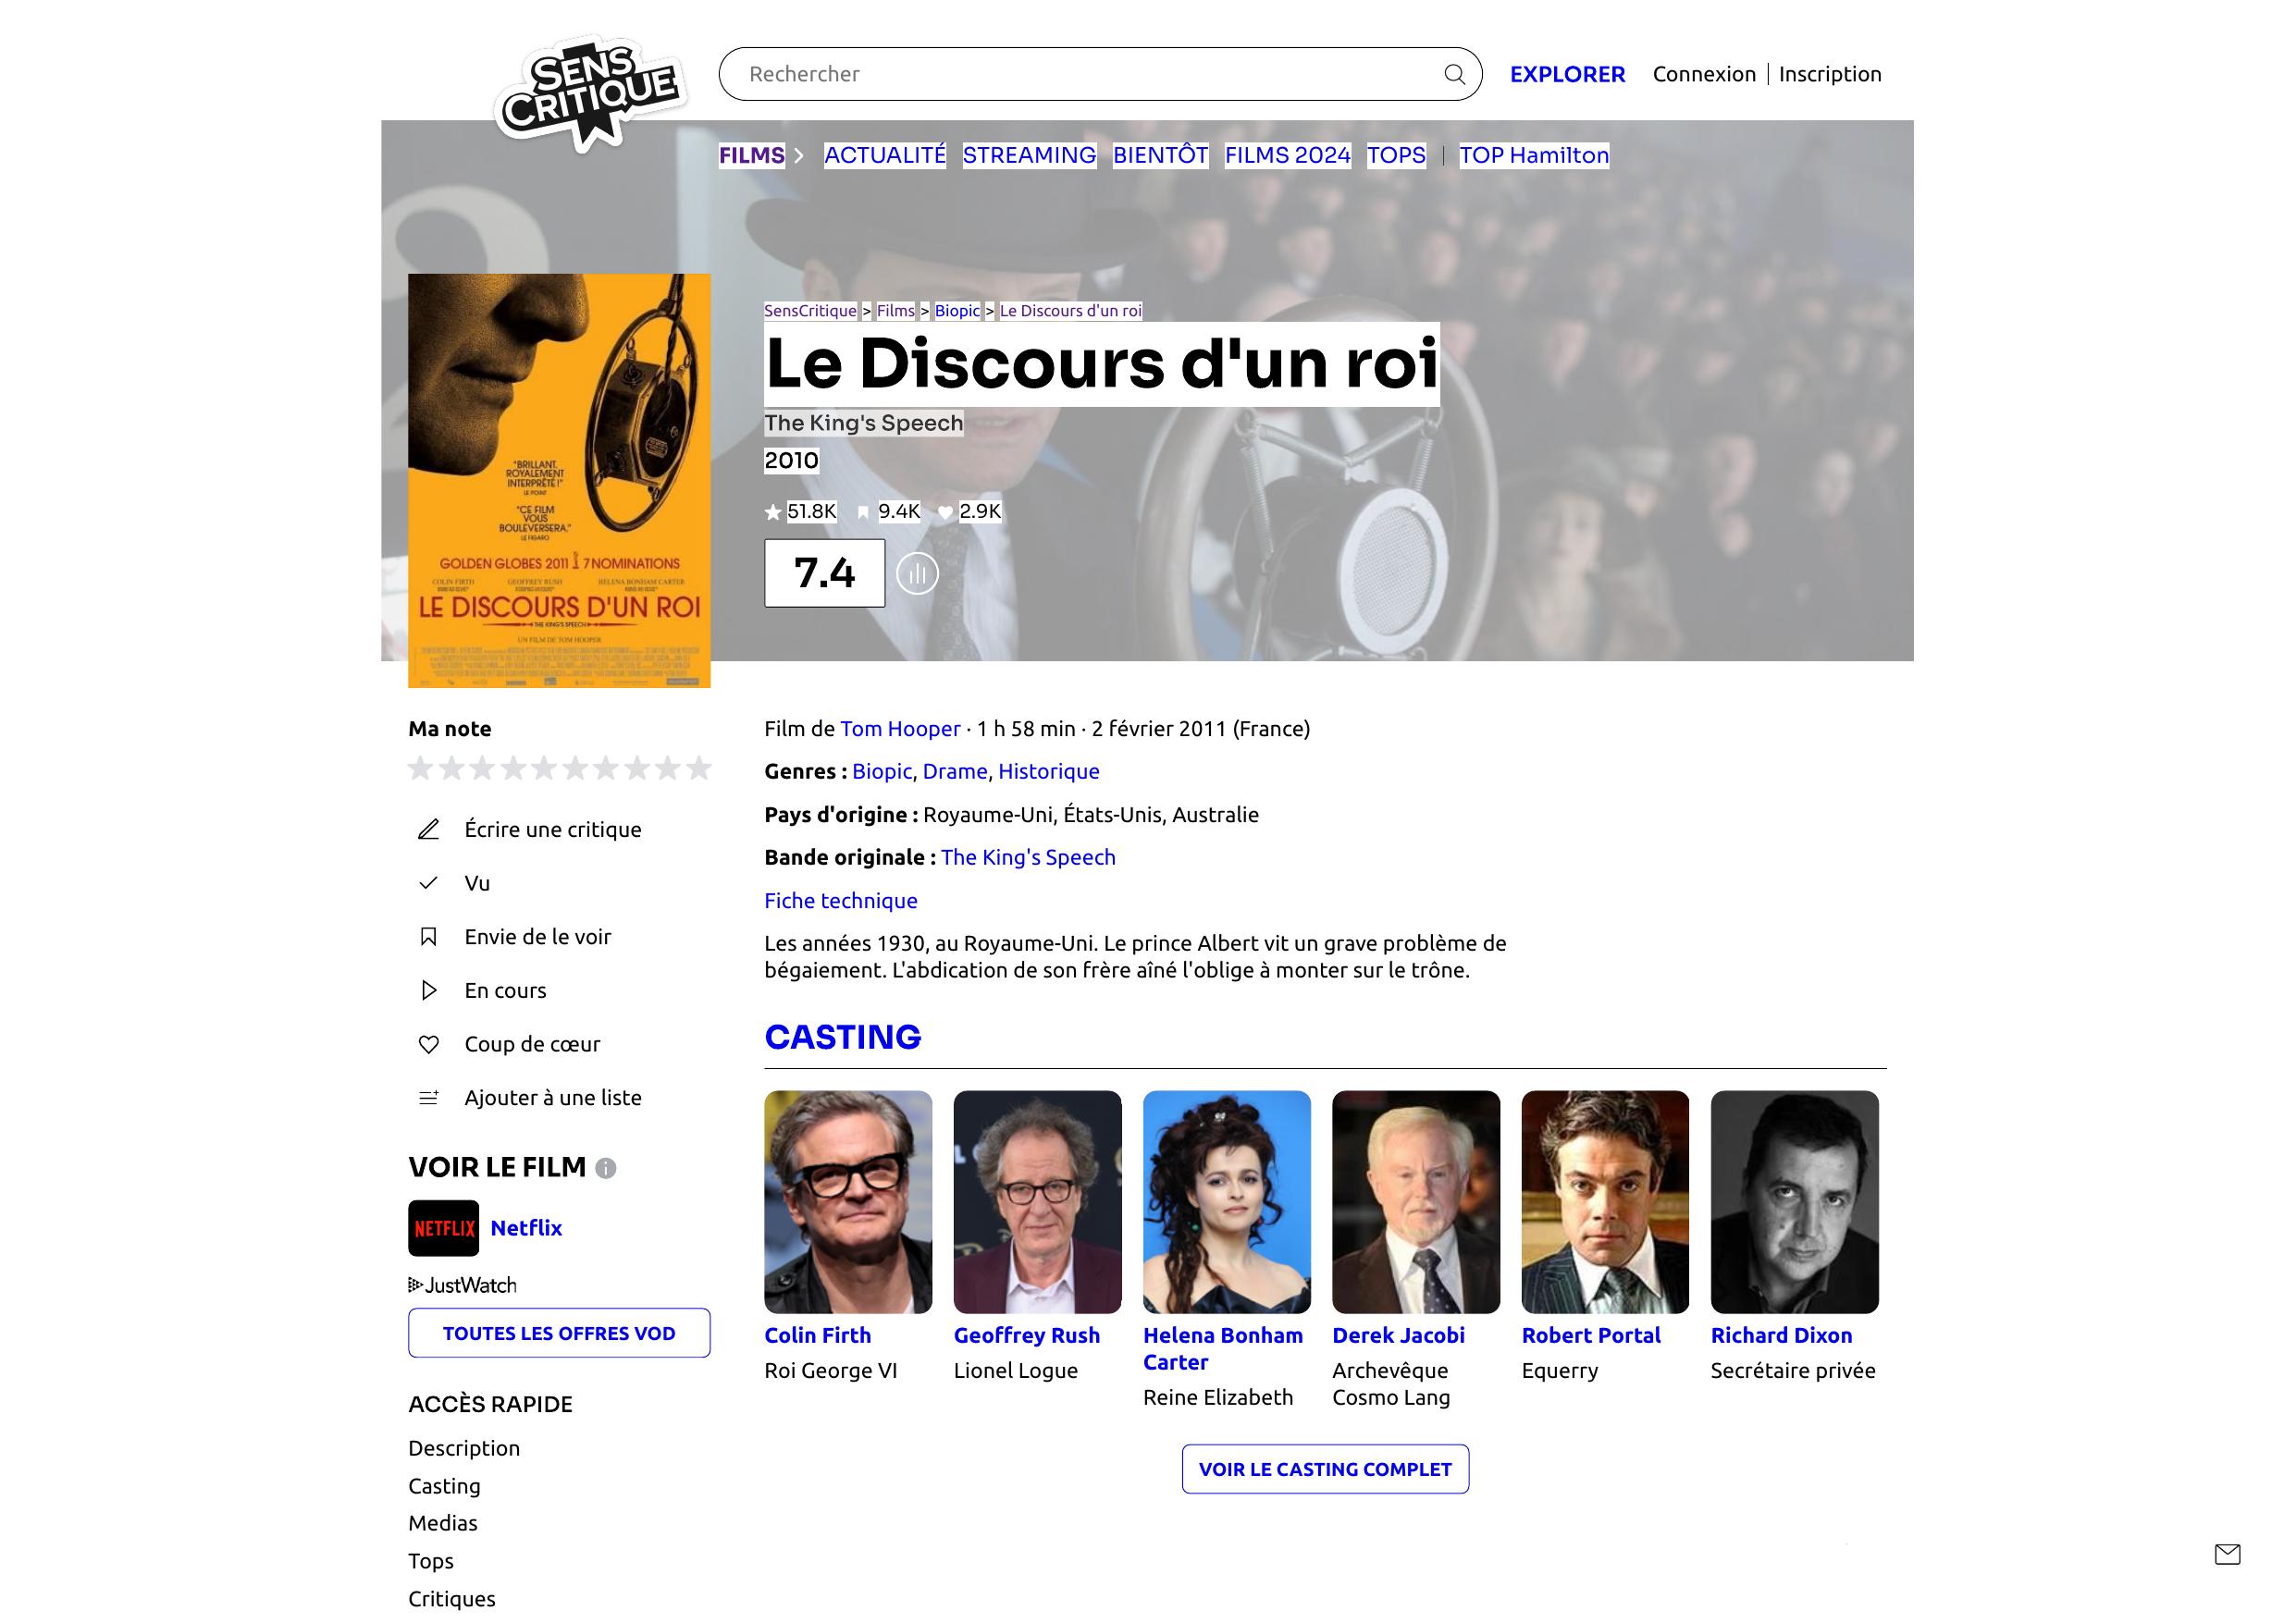 SENS
CRITIQUE
Rechercher
EXPLORER
Connexion | Inscription
FILMS
ACTUALITÉ STREAMING BIENTÔT FILMS 2024 TOPS | TOP Hamilton
SensCritique > Films > Biopic > Le Discours d'un roi
Le Discours d'un roi
The King's Speech
2010
51.8K 9.4K 2.9K
7.4
"BRILLANT,
ROYALEMENT
INTERPRÉTÉ!"
LE POINT
"CE FILM
VOUS
BOULEVERSERA."
LE FIGARO
GOLDEN GLOBES 2011 7 NOMINATIONS
COLIN FIRTH GEOFFREY RUSH HELENA BONHAM CARTER
LE DISCOURS D'UN ROI
THE KING'S SPEECH
UN FILM DE TOM HOOPER
Ma note
Écrire une critique
Vu
Envie de le voir
En cours
Coup de cœur
Ajouter à une liste
VOIR LE FILM
NETFLIX Netflix
JustWatch
TOUTES LES OFFRES VOD
ACCÈS RAPIDE
Description
Casting
Medias
Tops
Critiques
Film de Tom Hooper · 1 h 58 min · 2 février 2011 (France)
Genres : Biopic, Drame, Historique
Pays d'origine : Royaume-Uni, États-Unis, Australie
Bande originale : The King's Speech
Fiche technique
Les années 1930, au Royaume-Uni. Le prince Albert vit un grave problème de
bégaiement. L'abdication de son frère aîné l'oblige à monter sur le trône.
CASTING
Colin Firth
Roi George VI
Geoffrey Rush
Lionel Logue
Helena Bonham
Carter
Reine Elizabeth
Derek Jacobi
Archevêque
Cosmo Lang
Robert Portal
Equerry
Richard Dixon
Secrétaire privée
VOIR LE CASTING COMPLET